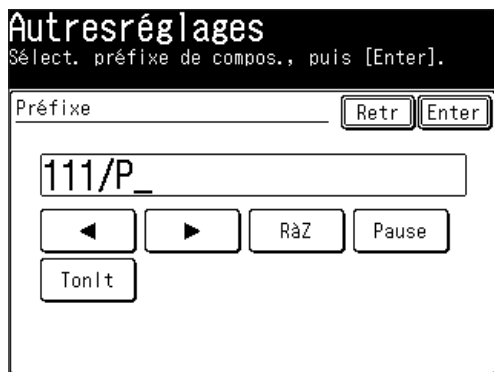 Autresréglages
Sélect. préfixe de compos., puis [Enter].
Préfixe Retr Enter
111/P_
◀ ▶ RàZ Pause
Tonlt